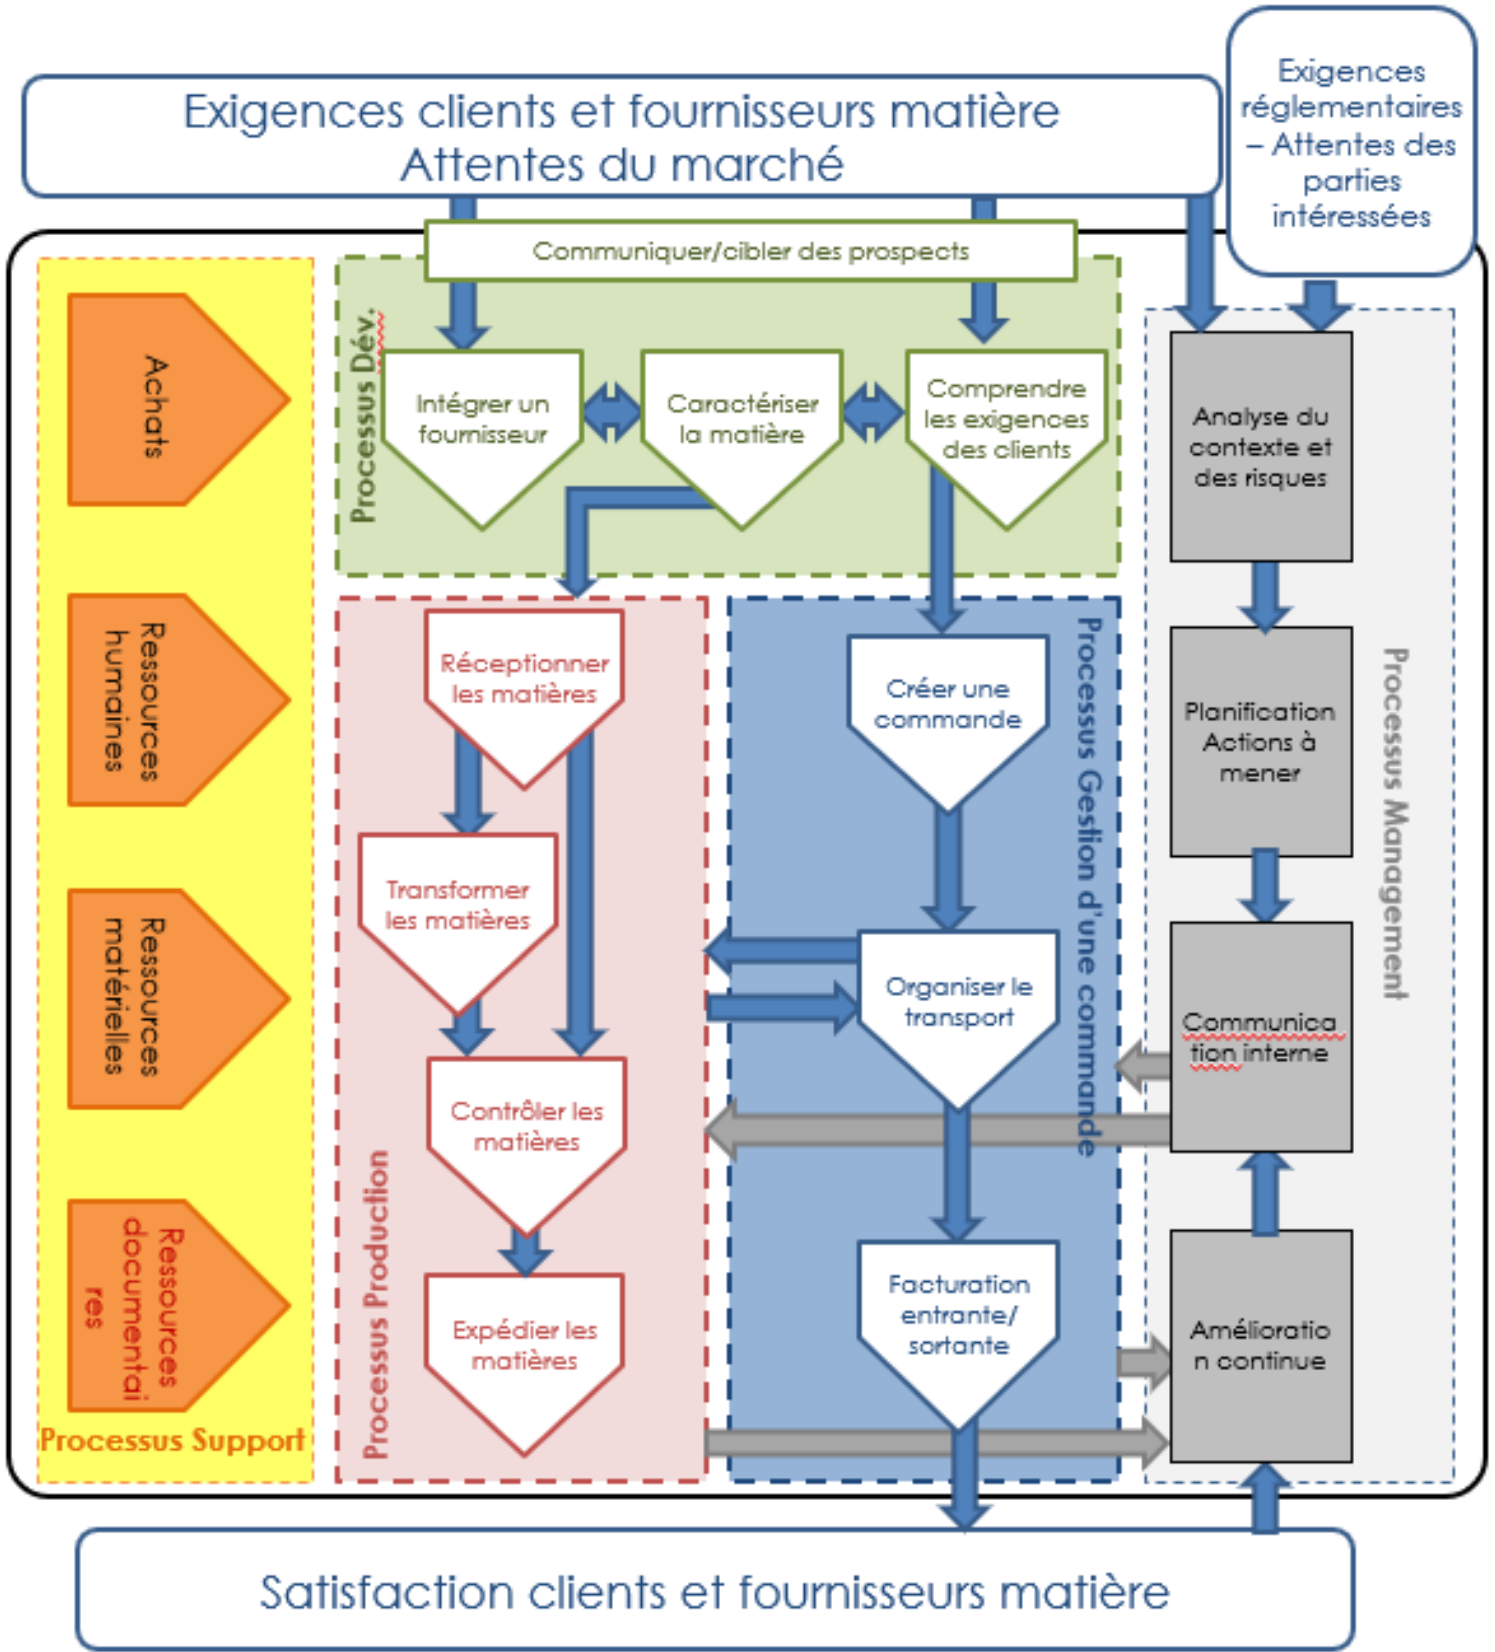 Exigences clients et fournisseurs matière
Attentes du marché
Exigences
réglementaires
– Attentes des
parties
intéressées
Communiquer/cibler des prospects
Processus Dév.
Intégrer un
fournisseur
Caractériser
la matière
Comprendre
les exigences
des clients
Achats
Ressources
humaines
Ressources
matérielles
Ressources
documentai
res
Processus Support
Réceptionner
les matières
Transformer
les matières
Contrôler les
matières
Expédier les
matières
Processus Production
Créer une
commande
Organiser le
transport
Facturation
entrante/
sortante
Processus Gestion d'une commande
Analyse du
contexte et
des risques
Planification
Actions à
mener
Communica
tion interne
Amélioratio
n continue
Processus Management
Satisfaction clients et fournisseurs matière